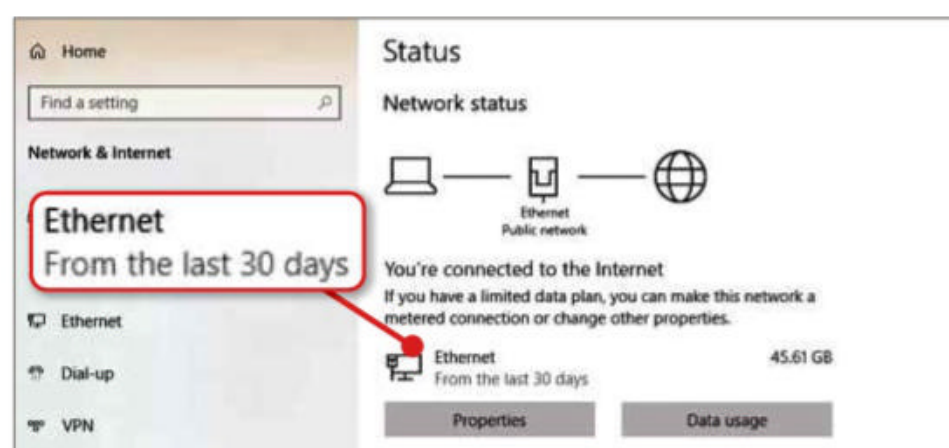 Home
Find a setting
Network & Internet
Ethernet
From the last 30 days
Ethernet
Dial-up
VPN
Status
Network status
Ethernet
Public network
You're connected to the Internet
If you have a limited data plan, you can make this network a
metered connection or change other properties.
Ethernet 45.61 GB
From the last 30 days
Properties Data usage